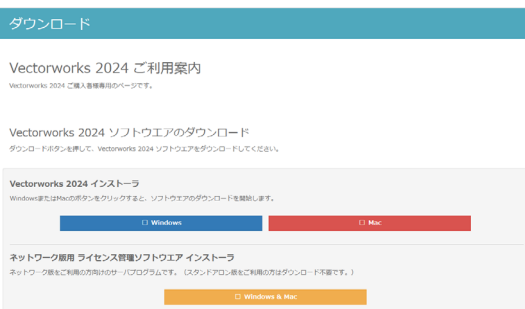 ダウンロード
Vectorworks 2024 ご利用案内
Vectorworks 2024 ご購入者様専用のページです。
Vectorworks 2024 ソフトウエアのダウンロード
ダウンロードボタンを押して、Vectorworks 2024 ソフトウエアをダウンロードしてください。
Vectorworks 2024 インストーラ
WindowsまたはMacのボタンをクリックすると、ソフトウエアのダウンロードを開始します。
Windows
Mac
ネットワーク版用 ライセンス管理ソフトウエア インストーラ
ネットワーク版をご利用の方向けのサーバプログラムです。（スタンドアロン版をご利用の方はダウンロード不要です。）
Windows & Mac